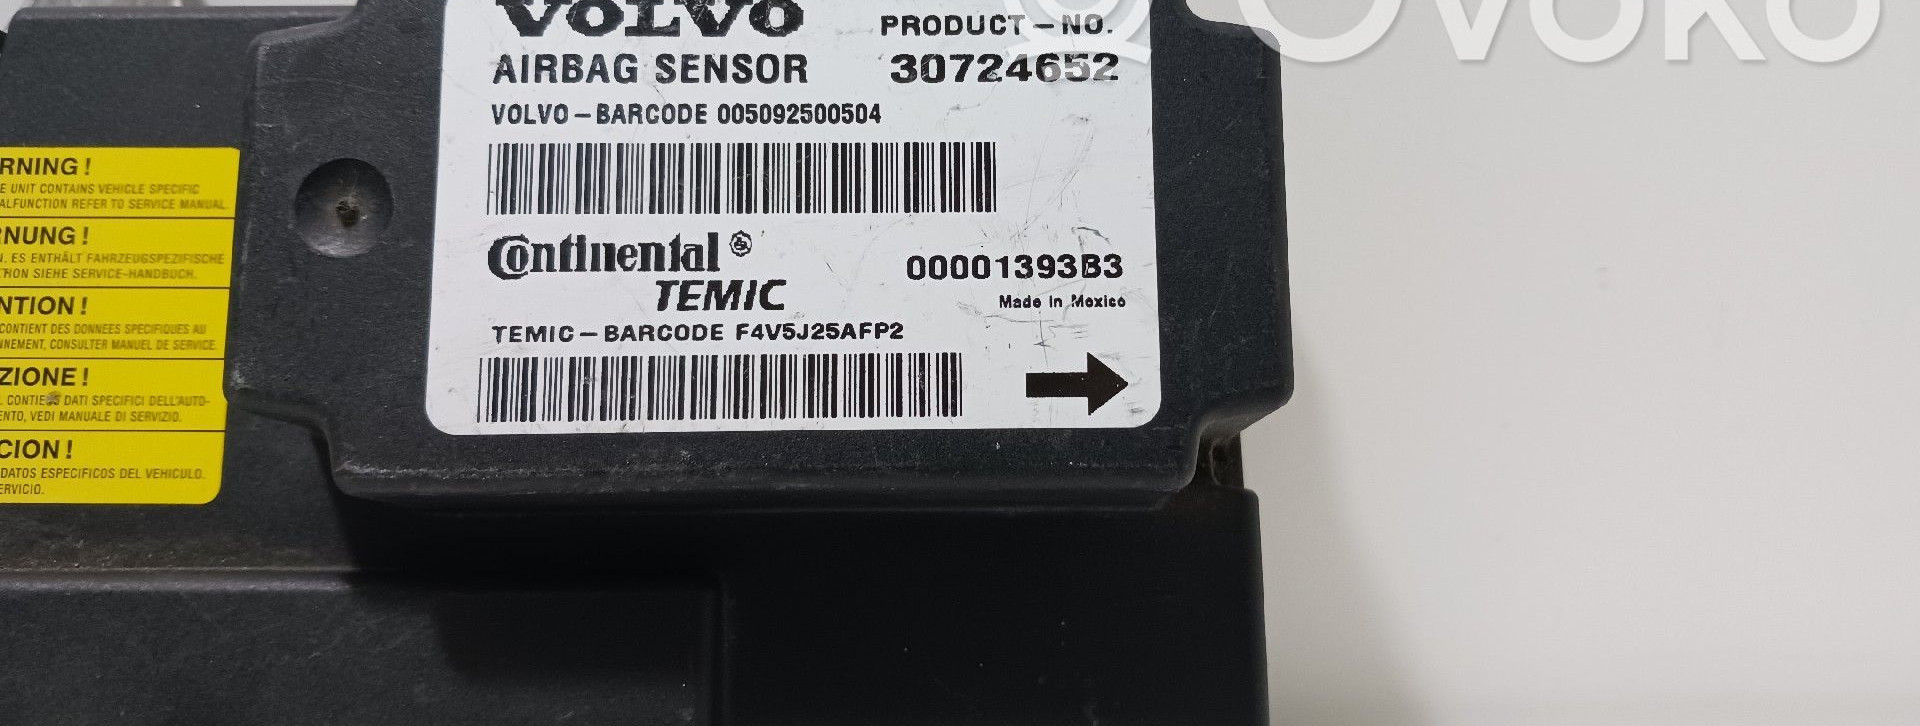 VOLVO
PRODUCT-NO.
AIRBAG SENSOR 30724652
VOLVO-BARCODE 005092500504
Continental®
TEMIC
00001393B3
Made In Mexico
TEMIC-BARCODE F4V5J25AFP2
RNING!
E UNIT CONTAINS VEHICLE SPECIFIC
ALFUNCTION REFER TO SERVICE MANUAL.
RNUNG!
N. ES ENTHÄLT FAHRZEUGSPEZIFISCHE
TION SIEHE SERVICE-HANDBUCH.
NTION!
CONTIENT DES DONNEES SPECIFIQUES AU
NNEMENT, CONSULTER MANUEL DE SERVICE.
ZIONE!
. CONTIENS DATI SPECIFICI DELL'AUTO-
ENTO, VEDI MANUALE DI SERVIZIO.
CION!
DATOS ESPECIFICOS DEL VEHICULO.
ERVICIO.
OVOKO